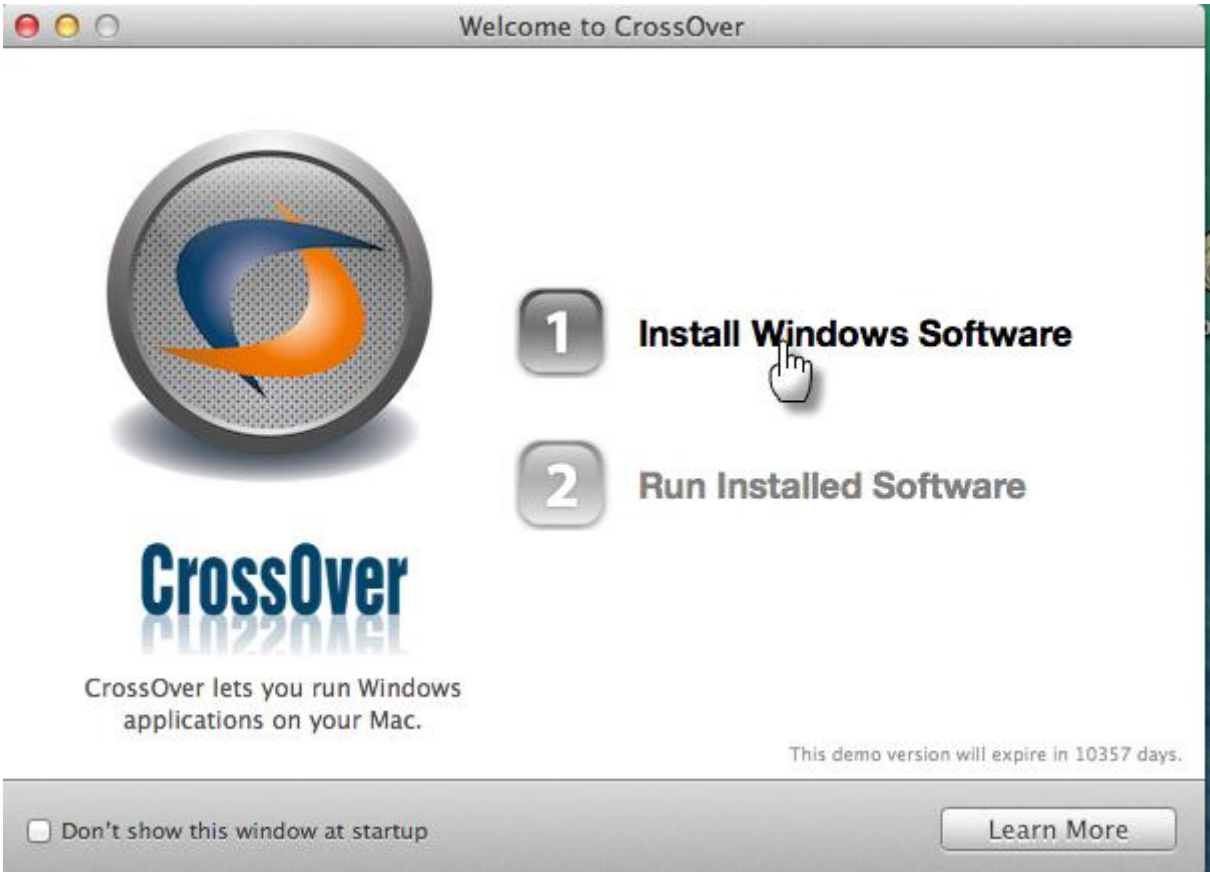 Welcome to CrossOver
1 Install Windows Software
2 Run Installed Software
CrossOver
CrossOver lets you run Windows
applications on your Mac.
This demo version will expire in 10357 days.
Don't show this window at startup
Learn More